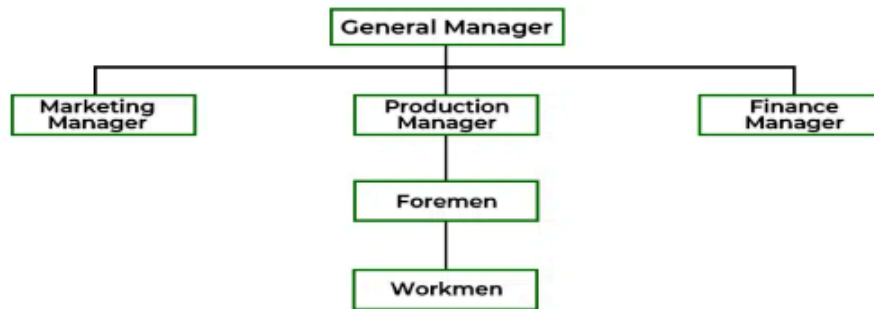 General Manager
Marketing
Manager
Production
Manager
Finance
Manager
Foremen
Workmen